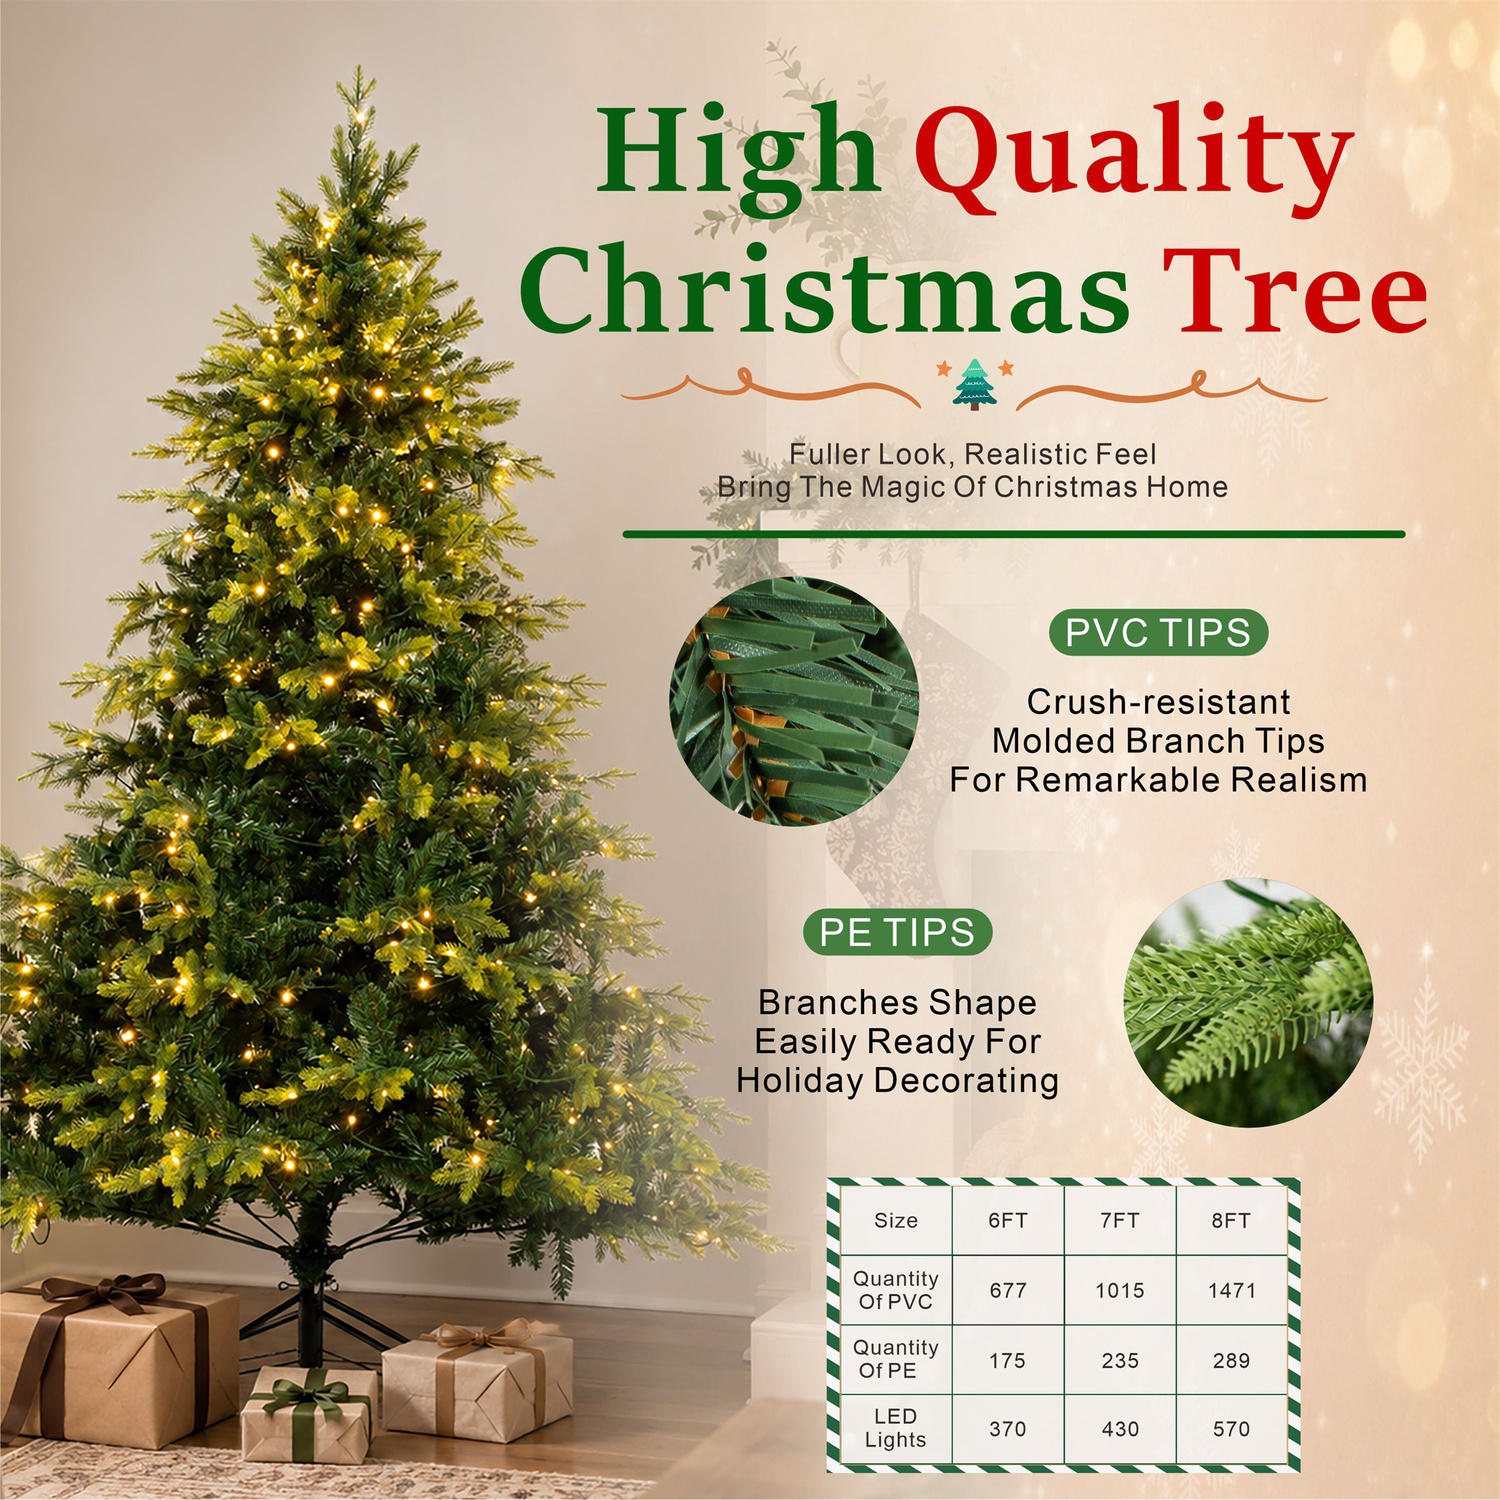 High Quality
Christmas Tree
Fuller Look, Realistic Feel
Bring The Magic Of Christmas Home
PVC TIPS
Crush-resistant
Molded Branch Tips
For Remarkable Realism
PE TIPS
Branches Shape
Easily Ready For
Holiday Decorating
Size 6FT 7FT 8FT
Quantity
Of PVC 677 1015 1471
Quantity
Of PE 175 235 289
LED
Lights 370 430 570